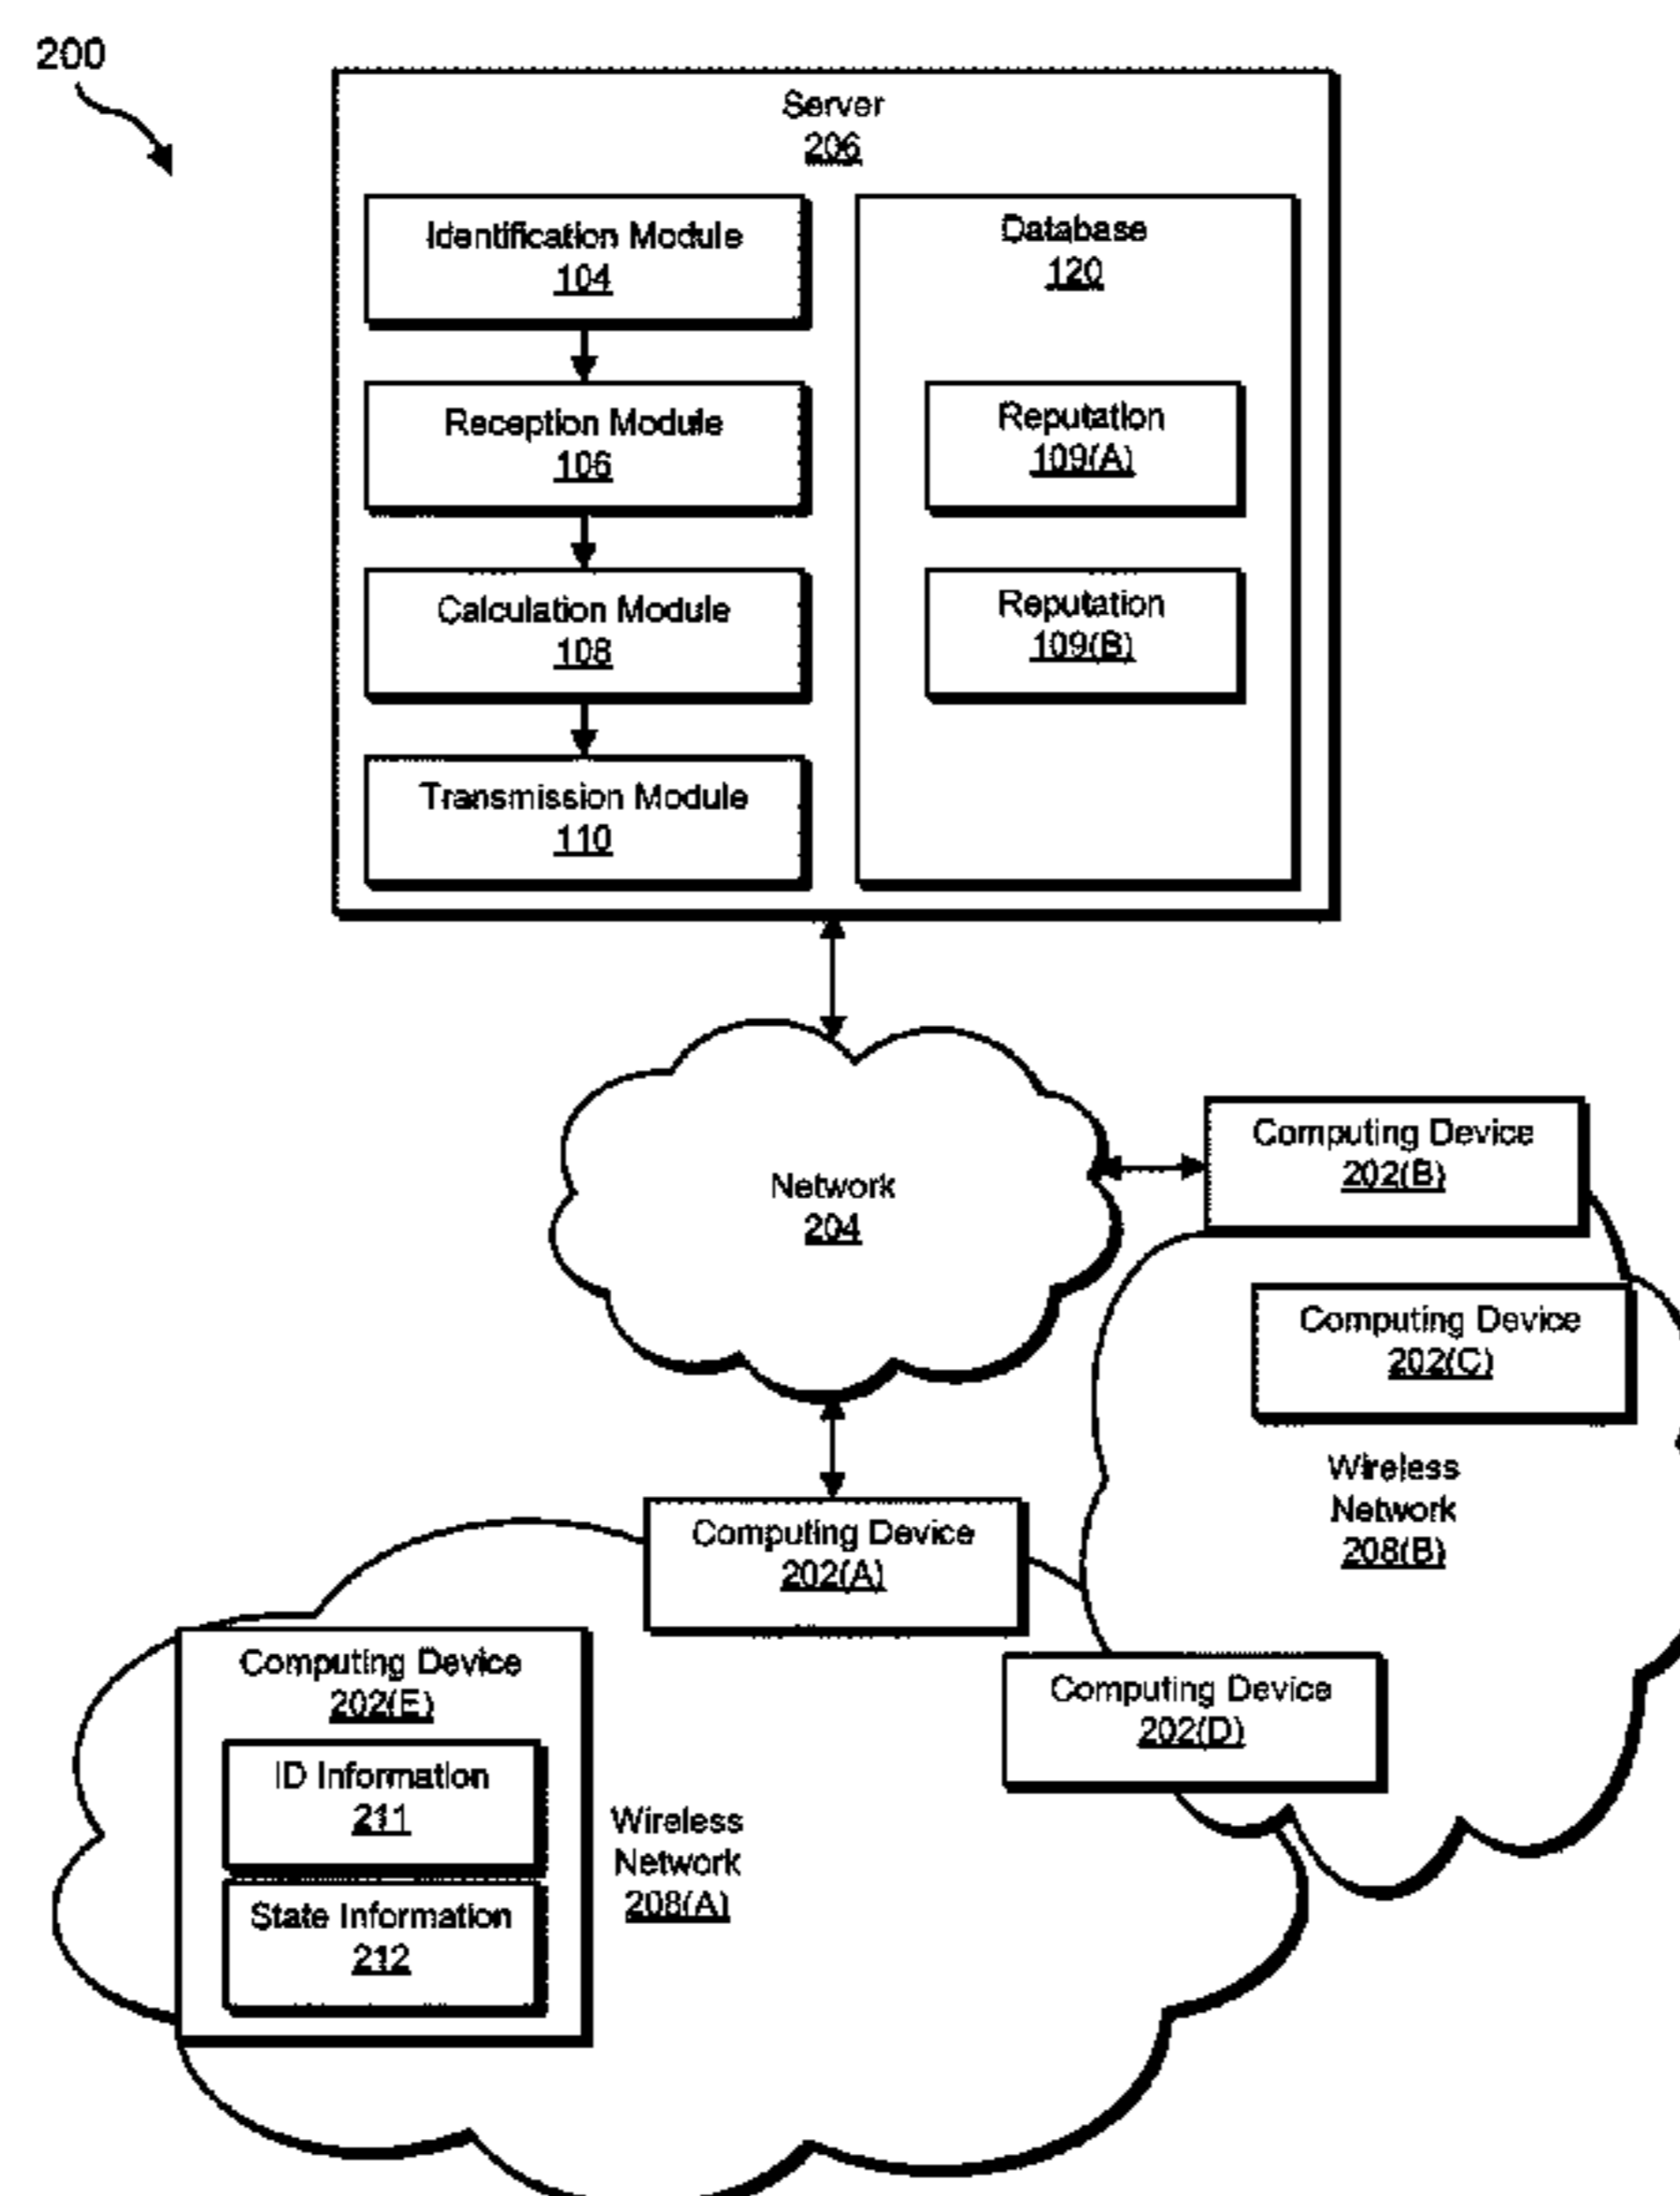 200
Server
206
Identification Module
104
Reception Module
106
Calculation Module
108
Transmission Module
110
Database
120
Reputation
109(A)
Reputation
109(B)
Network
204
Computing Device
202(B)
Computing Device
202(C)
Wireless
Network
208(B)
Computing Device
202(A)
Computing Device
202(D)
Computing Device
202(E)
ID Information
211
State Information
212
Wireless
Network
208(A)